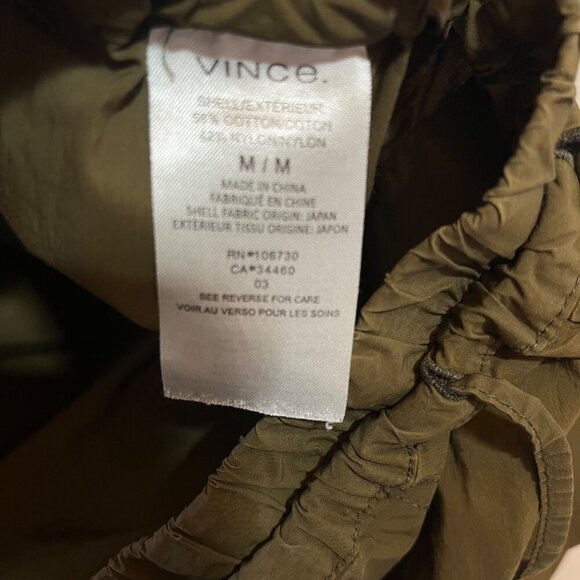 VINCE.
SHELL/EXTÉRIEUR
58% COTTON/COTON
42% NYLON/NYLON
M / M
MADE IN CHINA
FABRIQUÉ EN CHINE
SHELL FABRIC ORIGIN: JAPAN
EXTÉRIEUR TISSU ORIGINE: JAPON
RN#106730
CA#34460
03
SEE REVERSE FOR CARE
VOIR AU VERSO POUR LES SOINS